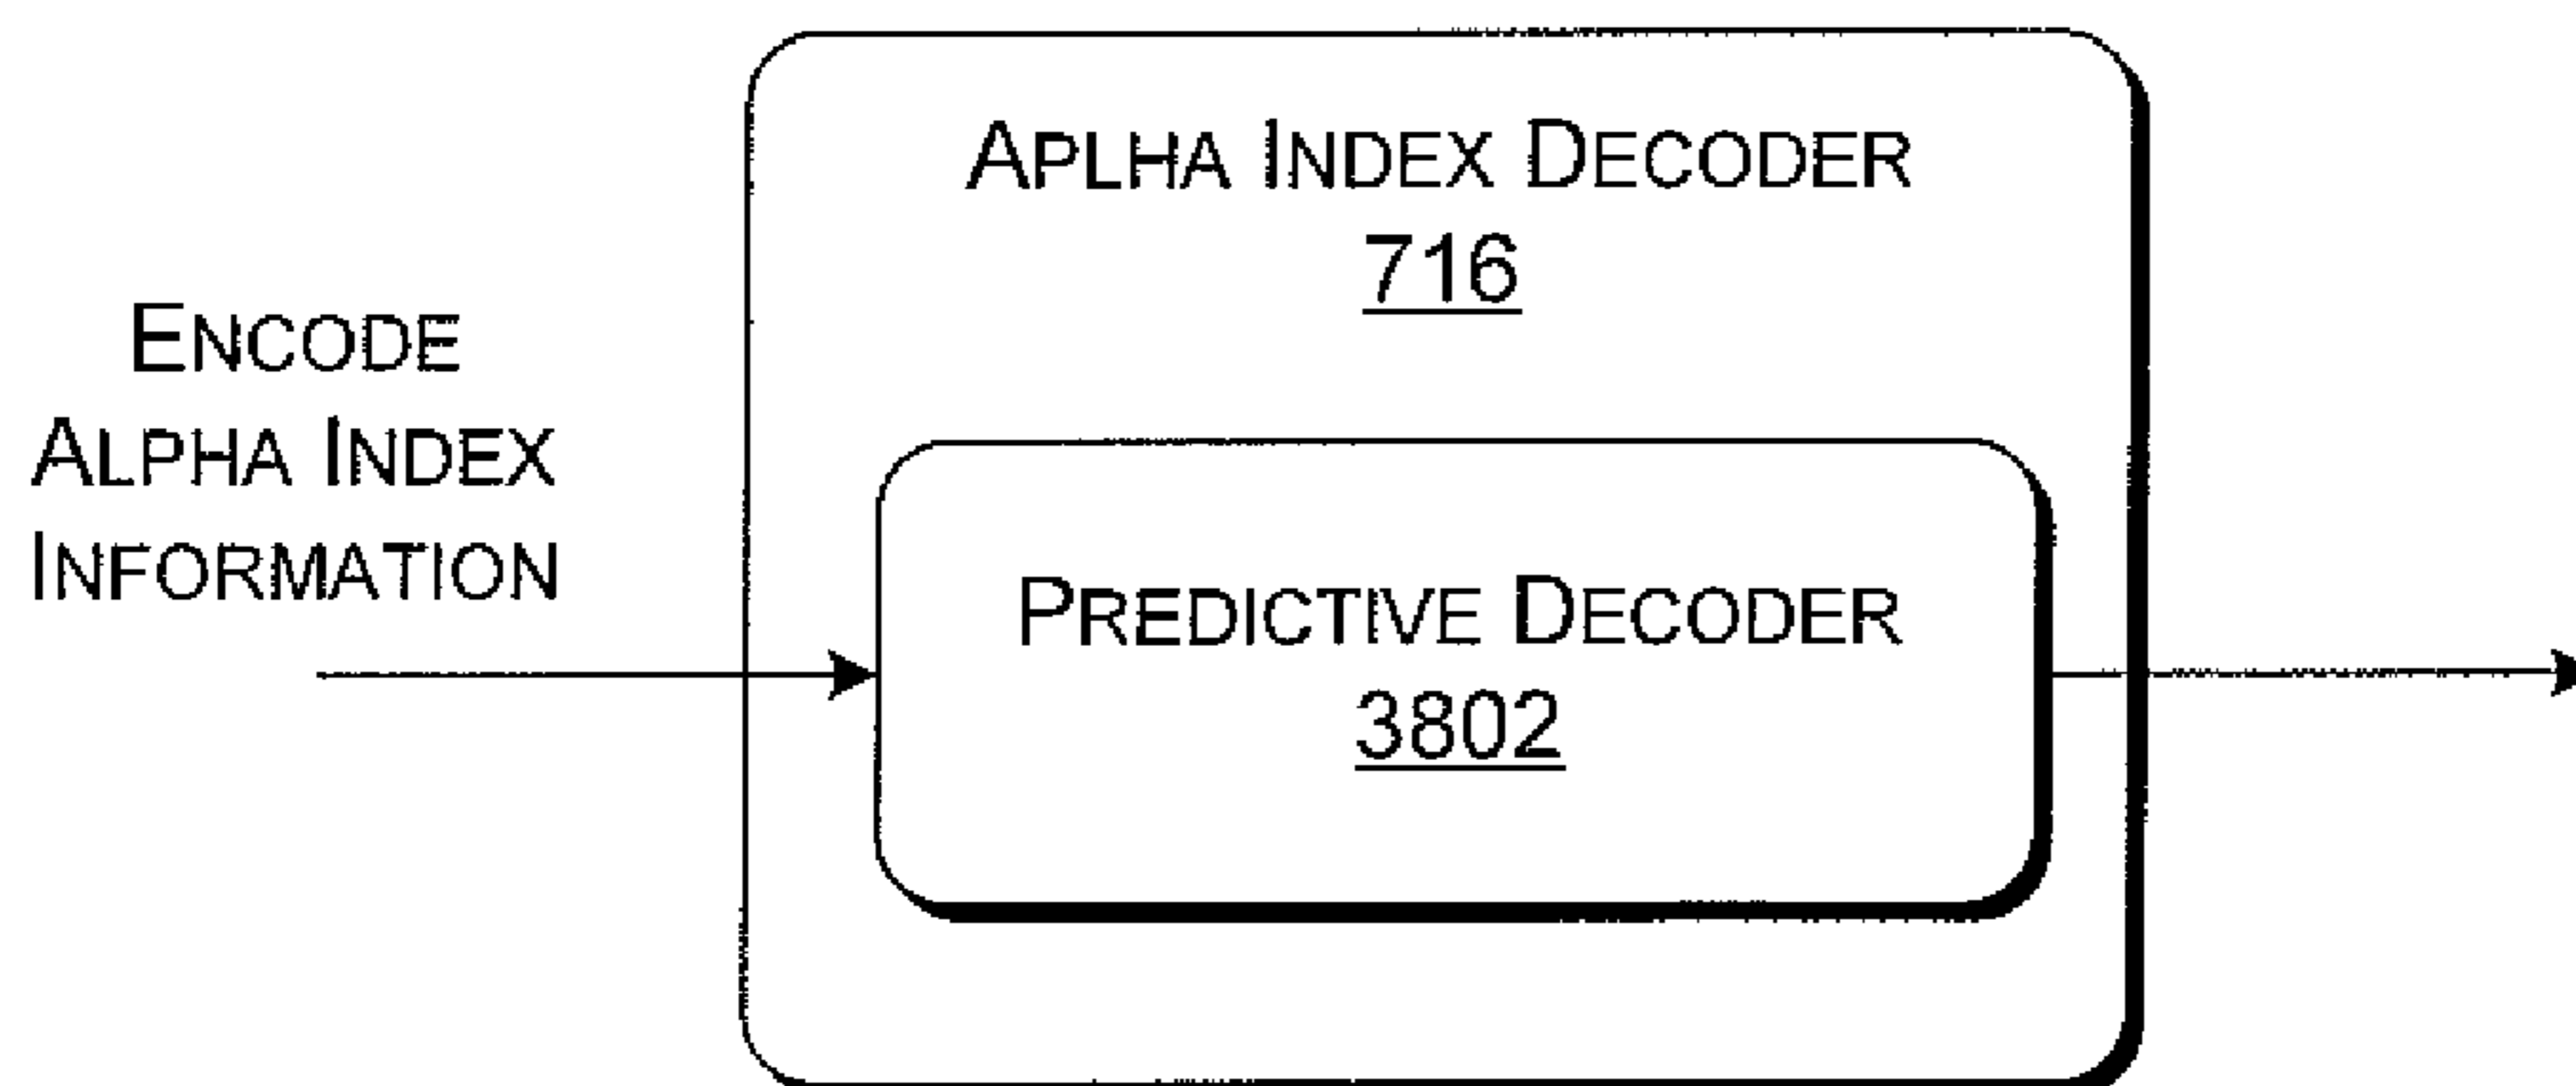 ENCODE
ALPHA INDEX
INFORMATION
APLHA INDEX DECODER
716
PREDICTIVE DECODER
3802